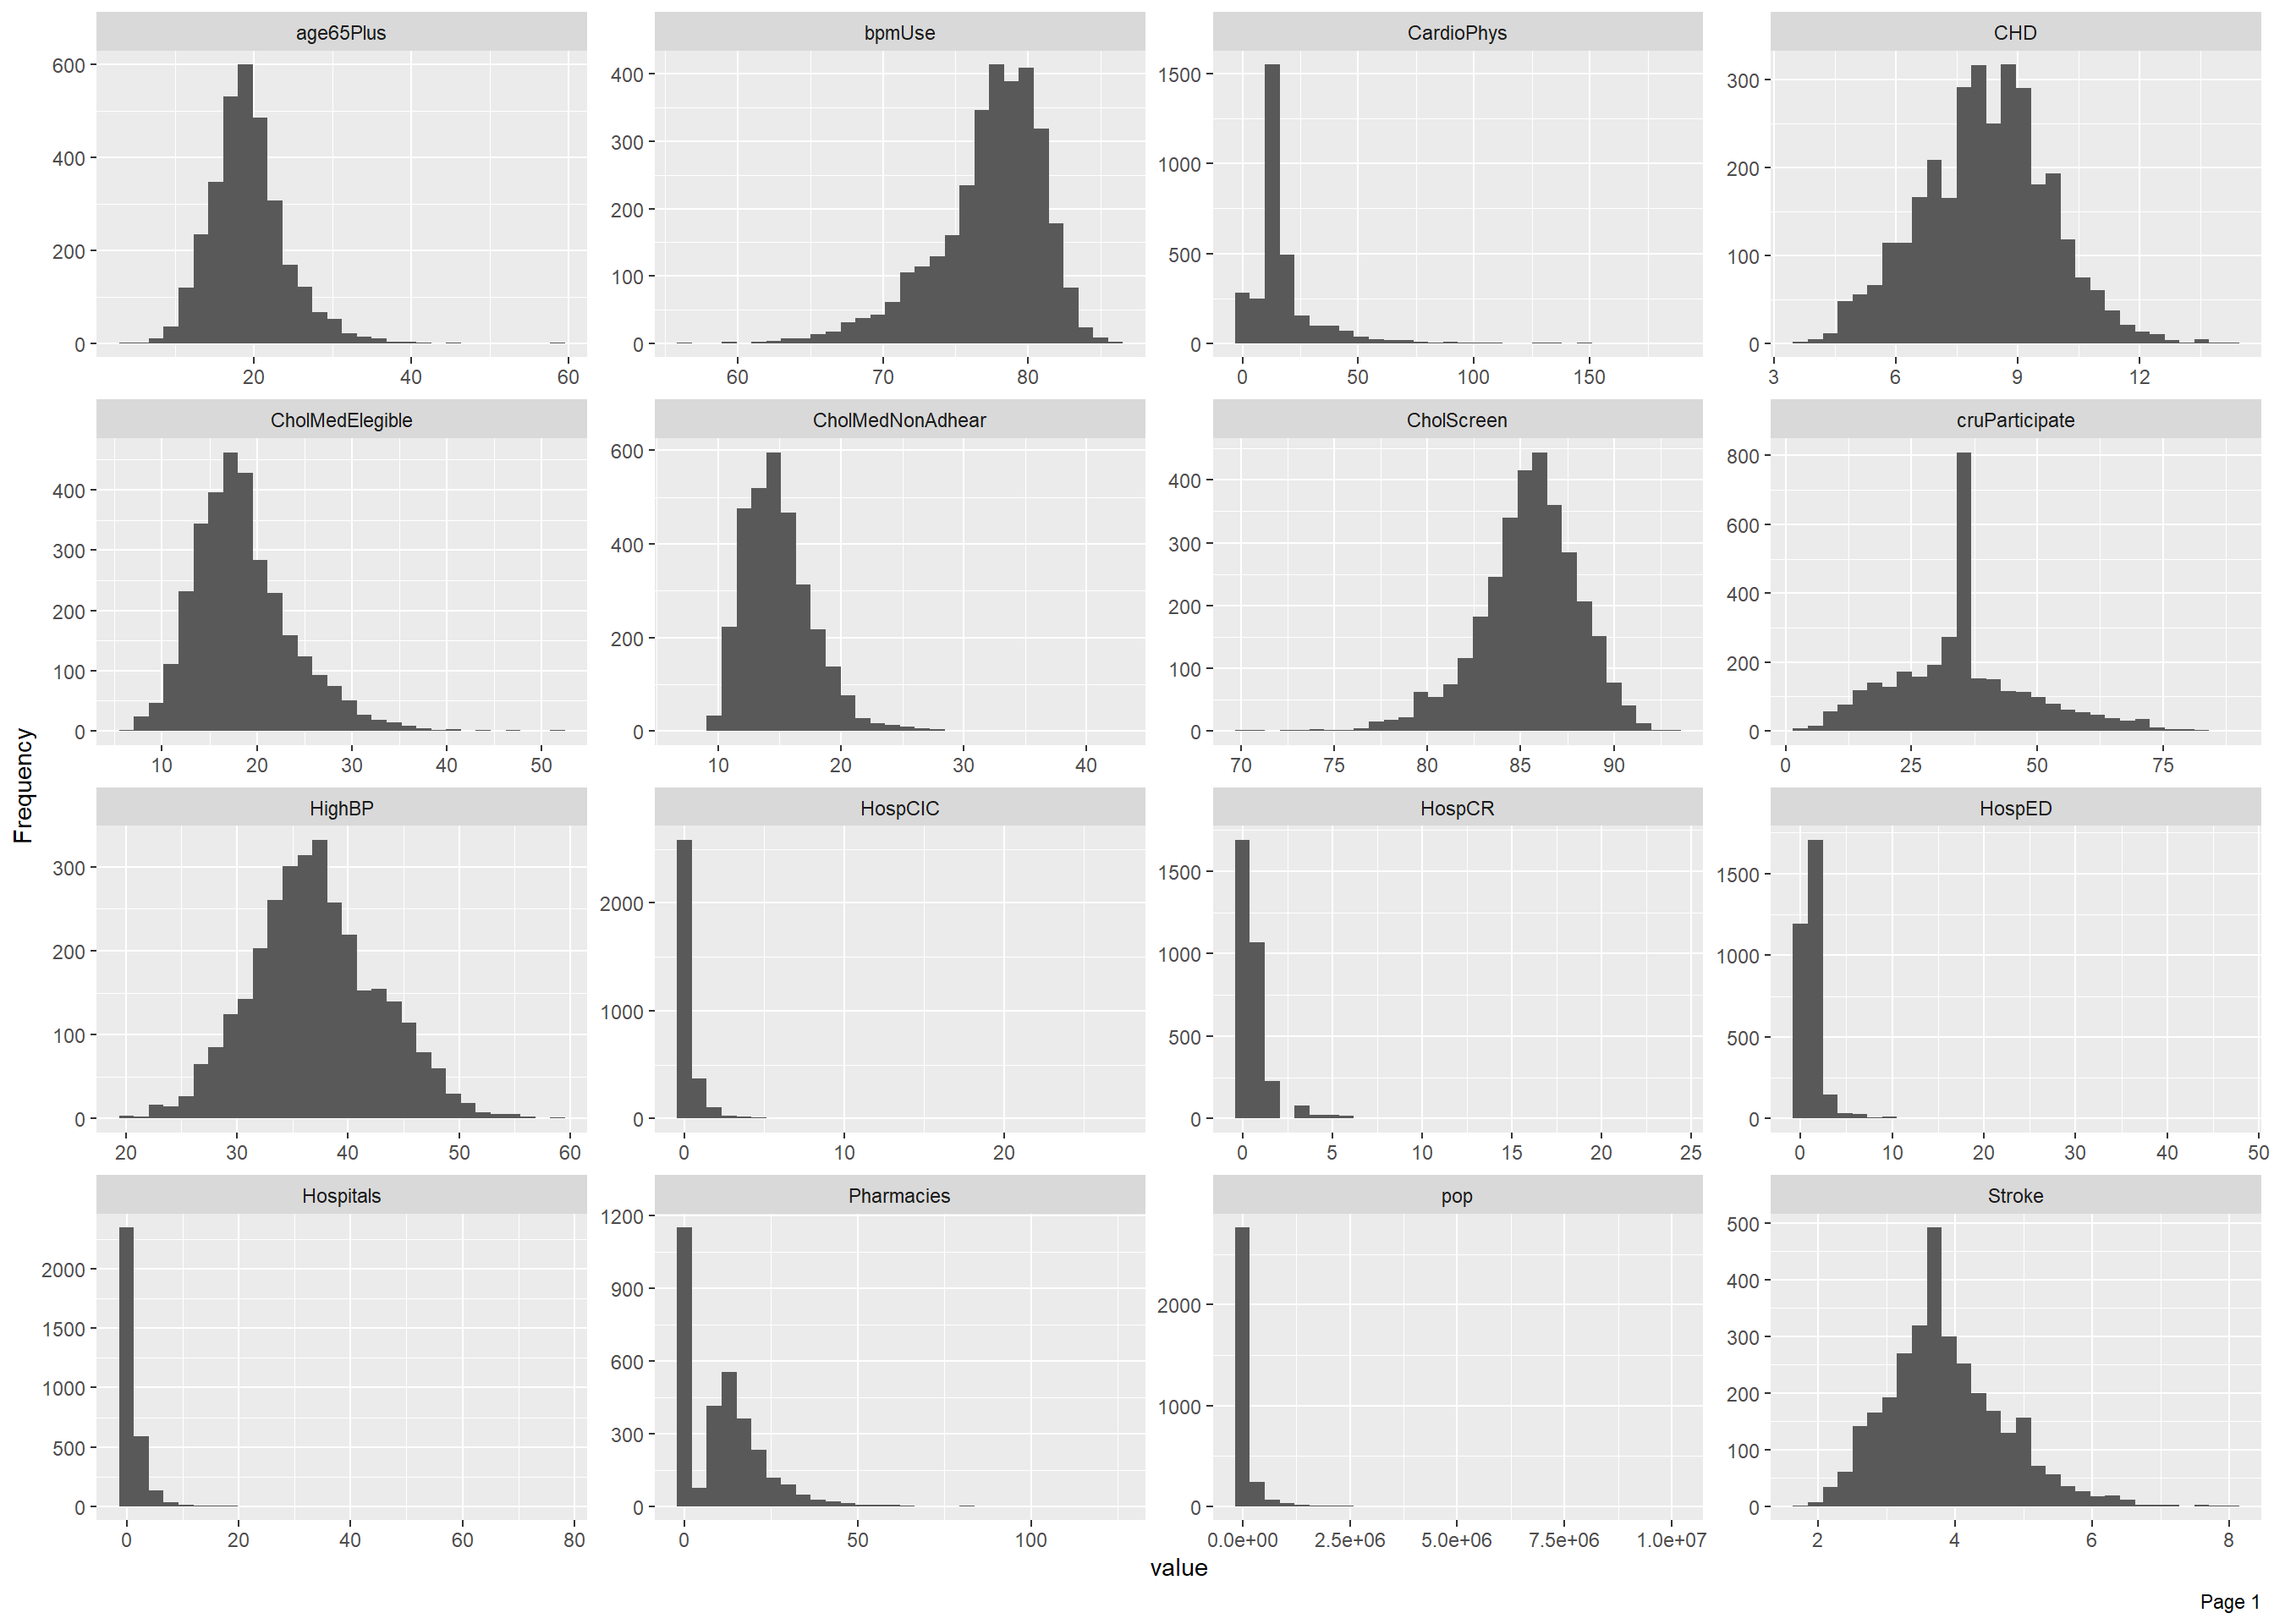 age65Plus bpmUse CardioPhys CHD
600 400 200 0
20 40 60
400 300 200 100 0
60 70 80
1500 1000 500 0
0 50 100 150
300 200 100 0
3 6 9 12
CholMedElegible CholMedNonAdhear CholScreen cruParticipate
400 300 200 100 0
10 20 30 40 50
600 400 200 0
10 20 30 40
400 300 200 100 0
70 75 80 85 90
800 600 400 200 0
0 25 50 75
Frequency
HighBP HospCIC HospCR HospED
300 200 100 0
20 30 40 50 60
2000 1000 0
0 10 20
1500 1000 500 0
0 5 10 15 20 25
1500 1000 500 0
0 10 20 30 40 50
Hospitals Pharmacies pop Stroke
2000 1500 1000 500 0
0 20 40 60 80
1200 900 600 300 0
0 50 100
2000 1000 0
0.0e+00 2.5e+06 5.0e+06 7.5e+06 1.0e+07
500 400 300 200 100 0
2 4 6 8
value
Page 1